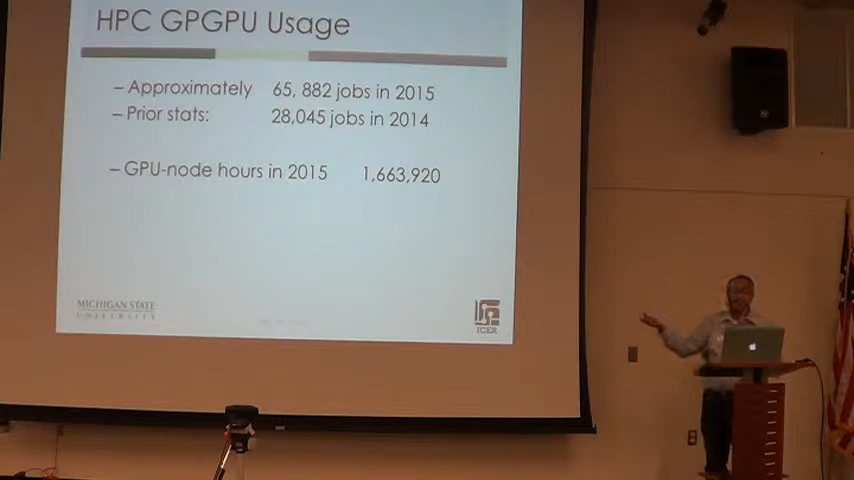 HPC GPGPU Usage
– Approximately 65, 882 jobs in 2015
– Prior stats: 28,045 jobs in 2014
– GPU-node hours in 2015 1,663,920
MICHIGAN STATE
UNIVERSITY
ICER